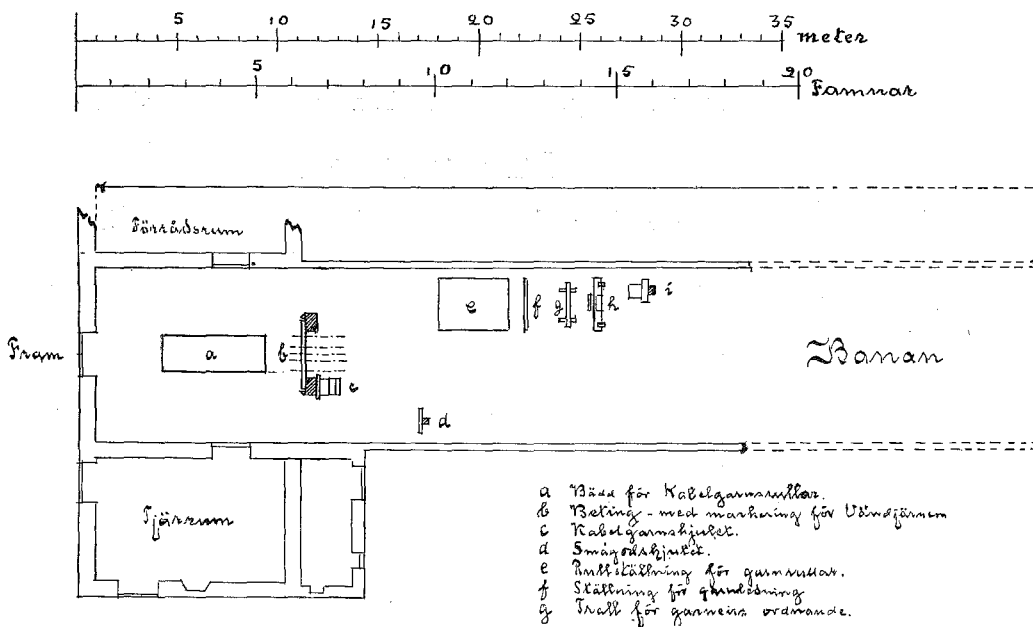 5 10 15 20 25 30 35 meter
5 10 15 20 Famnar
Förrådsrum
e f g h i
Fram a b Banan
c
d
Tjärrum
a Bädd för Kabelgarnsrullar.
b Beting - med markering för Vändjärnen
c Kabelgarnshjulet.
d Smågodshjulet.
e Rullställning för garnrullar.
f Ställning för garnledning
g Trall för garnens ordnande.